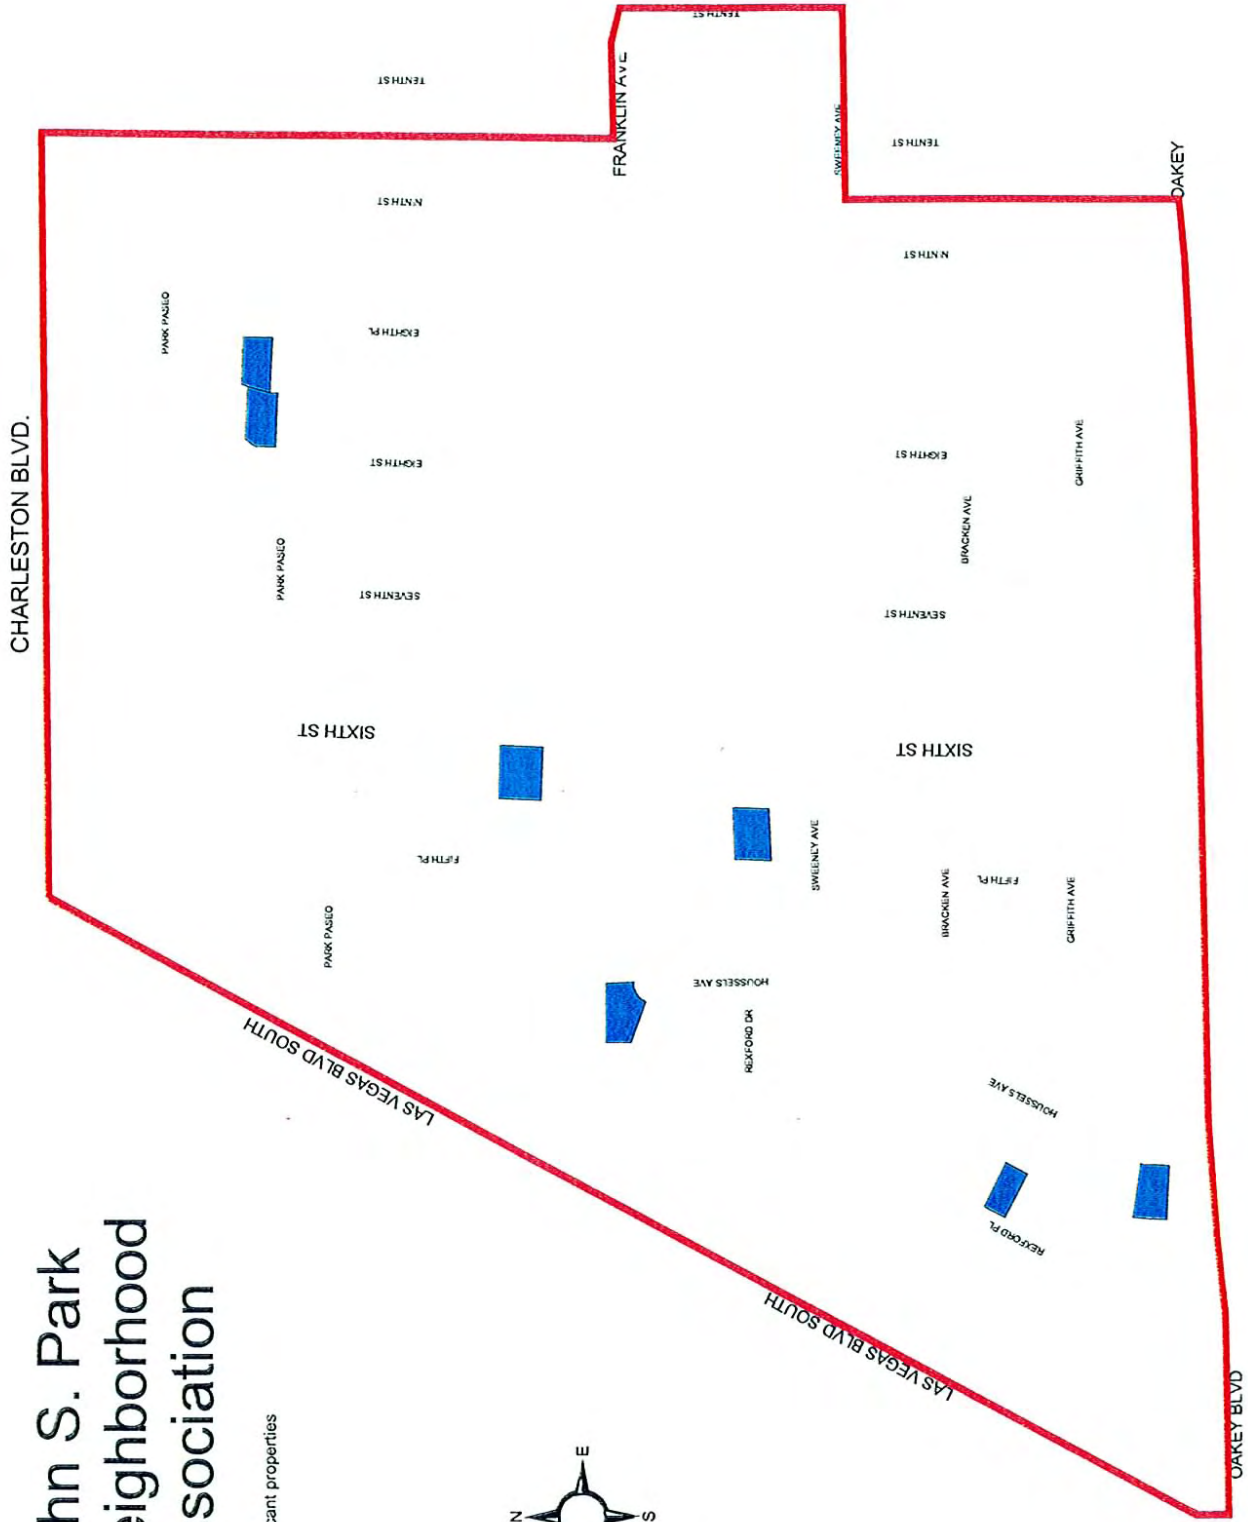 hn S. Park
eighborhood
sociation
cant properties
N
E
S
CHARLESTON BLVD.
TENTH ST
TENTH ST
FRANKLIN AVE
SWEENEY AVE
TENTH ST
OAKEY
NINTH ST
NINTH ST
PARK PASEO
EIGHTH PL
EIGHTH ST
EIGHTH ST
GRIFFITH AVE
BRACKEN AVE
PARK PASEO
SEVENTH ST
SEVENTH ST
SIXTH ST
SIXTH ST
FIFTH PL
SWEENEY AVE
FIFTH PL
BRACKEN AVE
GRIFFITH AVE
PARK PASEO
HOUSSELS AVE
REXFORD DR
LAS VEGAS BLVD SOUTH
HOUSSELS AVE
REXFORD PL
LAS VEGAS BLVD SOUTH
OAKEY BLVD